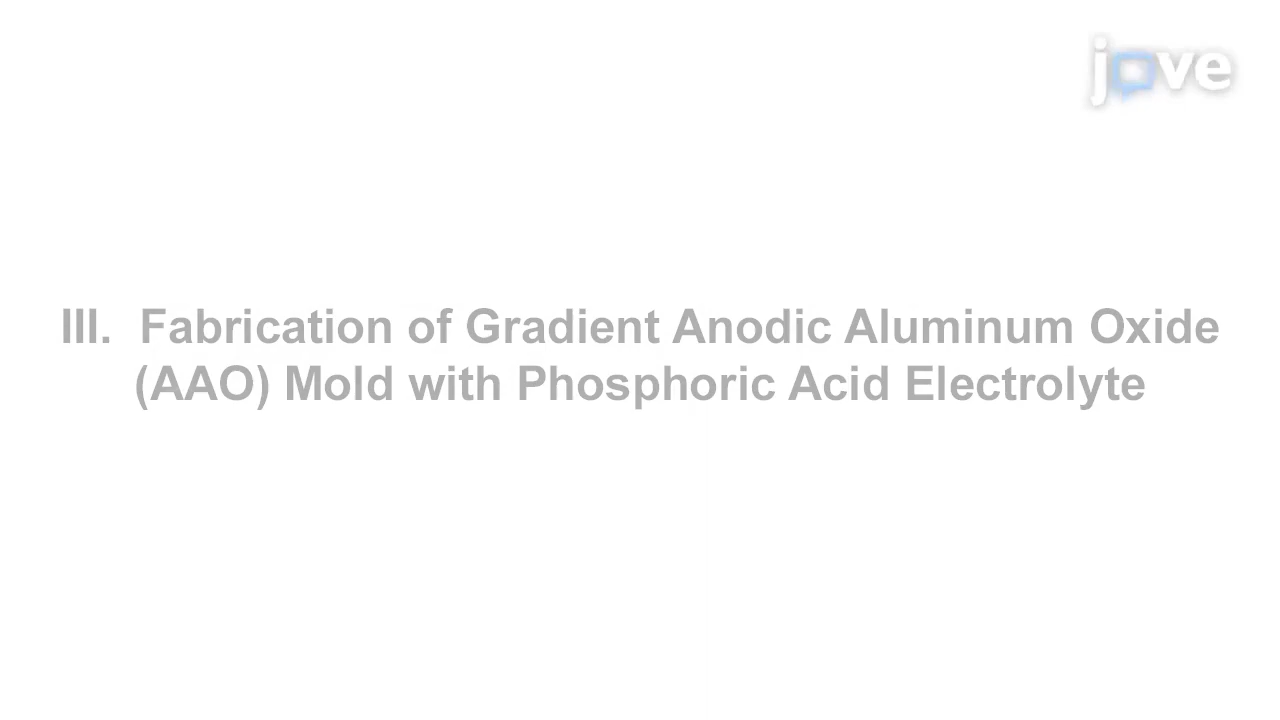 jove
III. Fabrication of Gradient Anodic Aluminum Oxide
(AAO) Mold with Phosphoric Acid Electrolyte